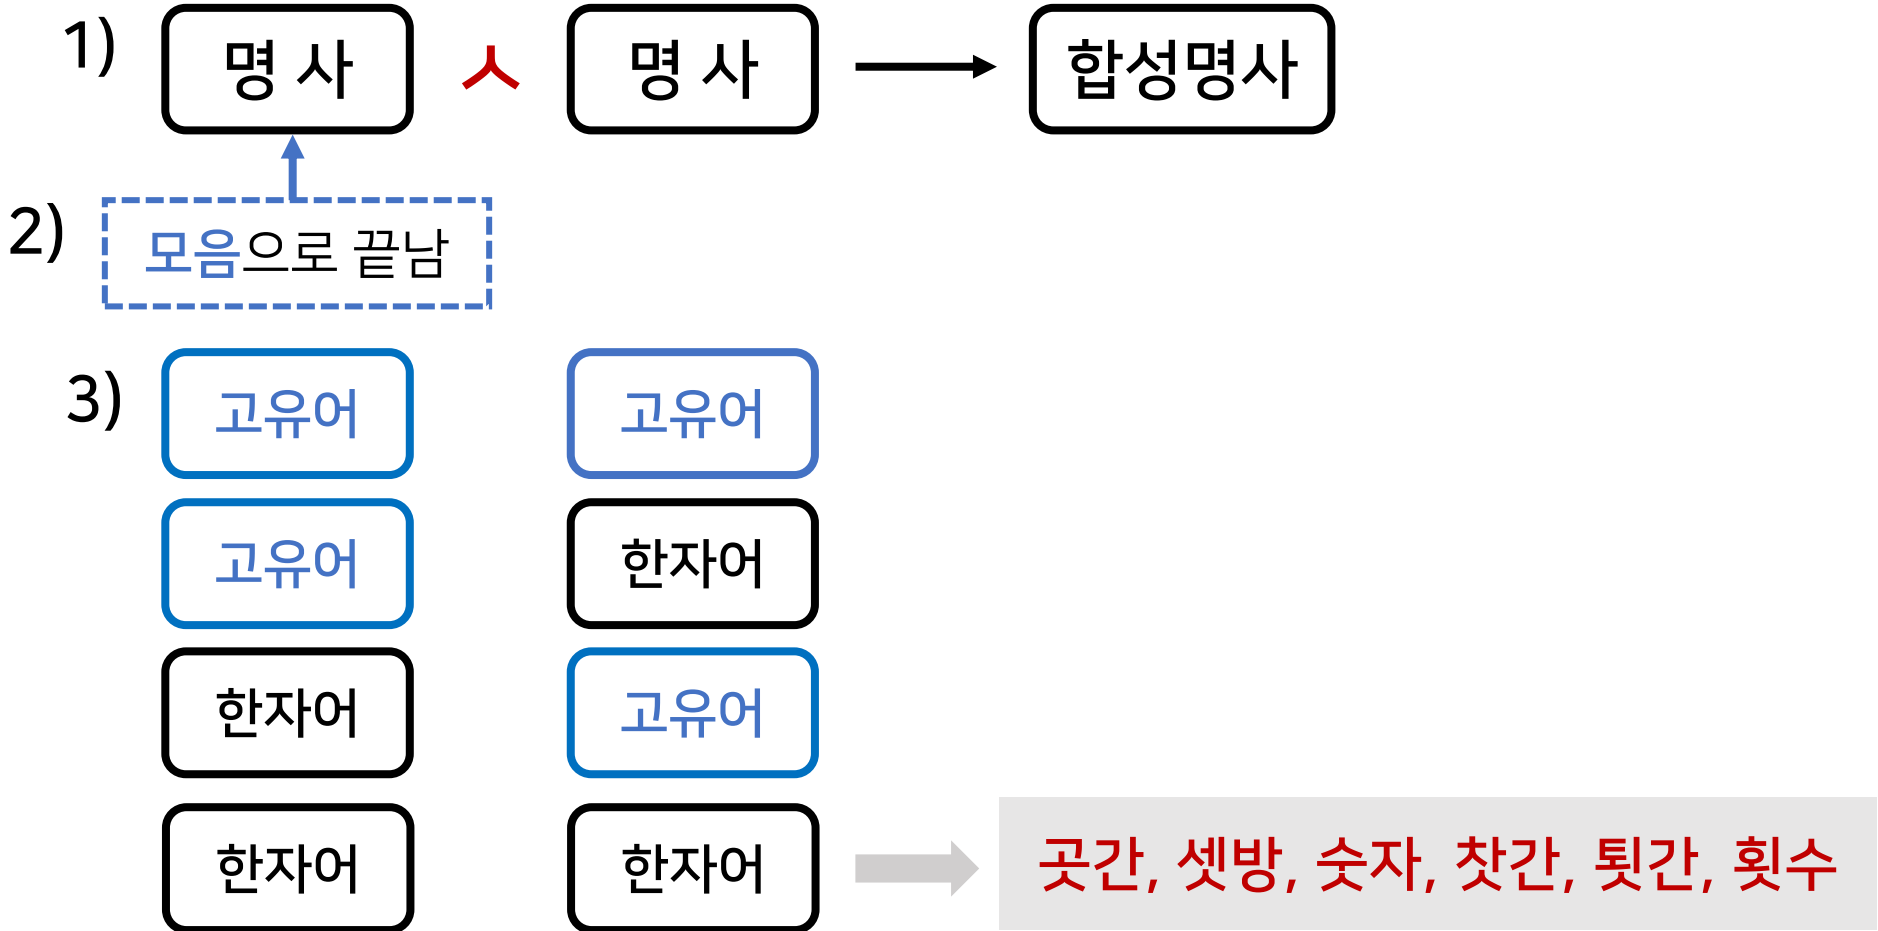 1) 명 사 ㅅ 명 사 합성명사
2) 모음으로 끝남
3) 고유어 고유어
고유어 한자어
한자어 고유어
한자어 한자어 곳간, 셋방, 숫자, 찻간, 툇간, 횟수